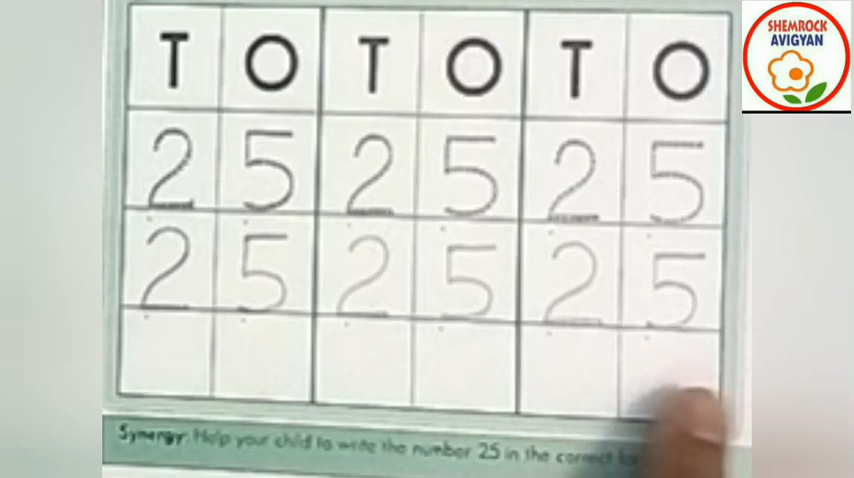 SHEMROCK
AVIGYAN
T O T O T O
2 5 2 5 2 5
2 5 2 5 2 5
Synergy: Help your child to write the number 25 in the correct